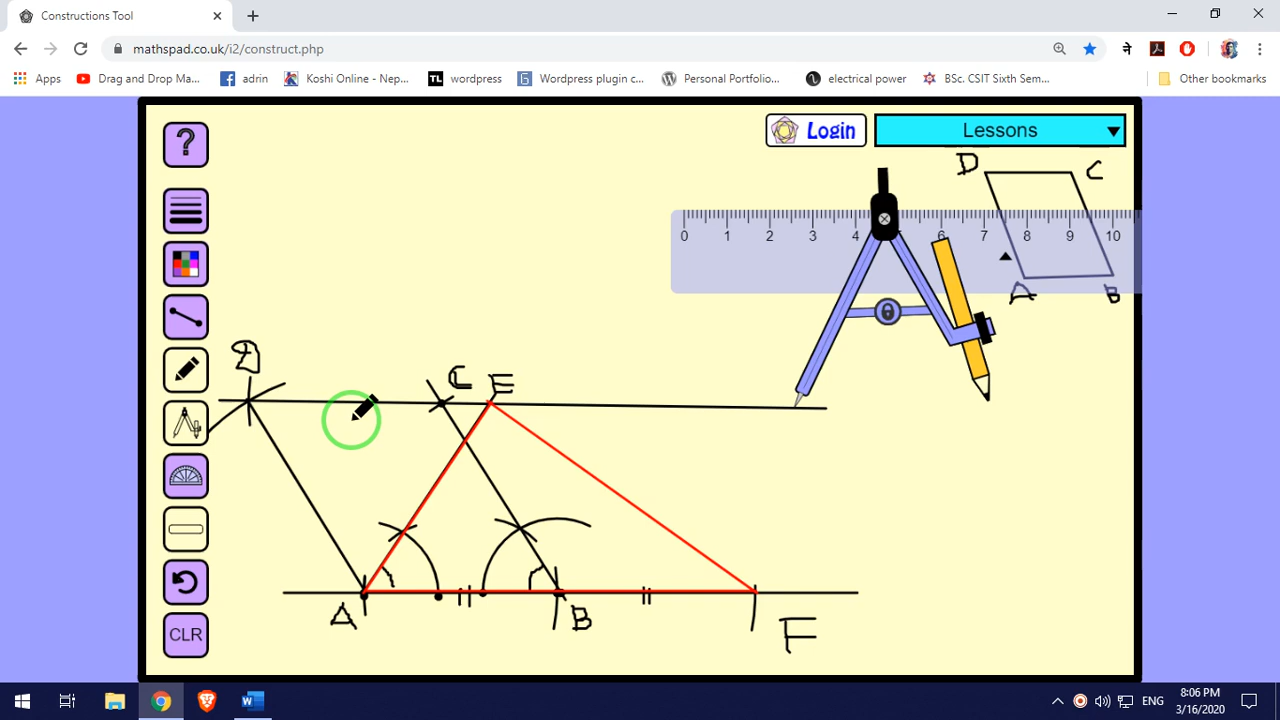 Constructions Tool
mathspad.co.uk/i2/construct.php
ने
Apps
Drag and Drop Ma...
adrin
Koshi Online - Nep...
TL
wordpress
Wordpress plugin c...
Personal Portfolio...
electrical power
BSc. CSIT Sixth Sem...
Other bookmarks
?
Login
Lessons
D C
0 1 2 3 4 5 6 7 8 9 10
A B
D
C E
A B F
CLR
ENG
8:06 PM
3/16/2020